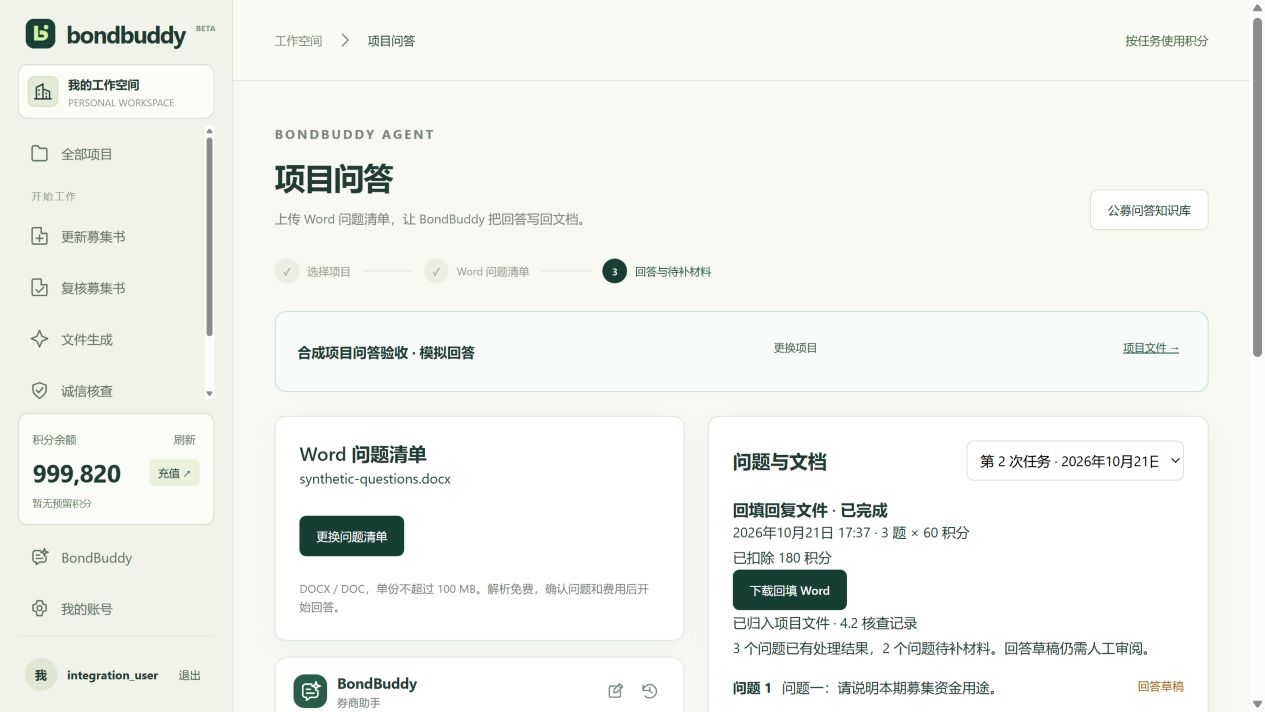 bondbuddy BETA
我的工作空间
PERSONAL WORKSPACE
全部项目
开始工作
更新募集书
复核募集书
文件生成
诚信核查
积分余额 刷新
999,820 充值 ↗
暂无预留积分
BondBuddy
我的账号
我 integration_user 退出
工作空间 项目问答 按任务使用积分
BONDBUDDY AGENT
项目问答
上传 Word 问题清单，让 BondBuddy 把回答写回文档。
公募问答知识库
✓ 选择项目 ✓ Word 问题清单 3 回答与待补材料
合成项目问答验收 · 模拟回答 更换项目 项目文件 →
Word 问题清单
synthetic-questions.docx
更换问题清单
DOCX / DOC，单份不超过 100 MB。解析免费，确认问题和费用后开
始回答。
BondBuddy
券商助手
问题与文档 第 2 次任务 · 2026年10月21日
回填回复文件 · 已完成
2026年10月21日 17:37 · 3 题 × 60 积分
已扣除 180 积分
下载回填 Word
已归入项目文件 · 4.2 核查记录
3 个问题已有处理结果，2 个问题待补材料。回答草稿仍需人工审阅。
问题 1 问题一：请说明本期募集资金用途。 回答草稿